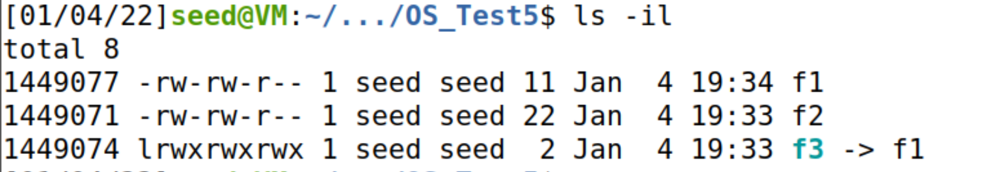 [01/04/22]seed@VM:~/.../OS_Test5$ ls -il
total 8
1449077 -rw-rw-r-- 1 seed seed 11 Jan  4 19:34 f1
1449071 -rw-rw-r-- 1 seed seed 22 Jan  4 19:33 f2
1449074 lrwxrwxrwx 1 seed seed  2 Jan  4 19:33 f3 -> f1